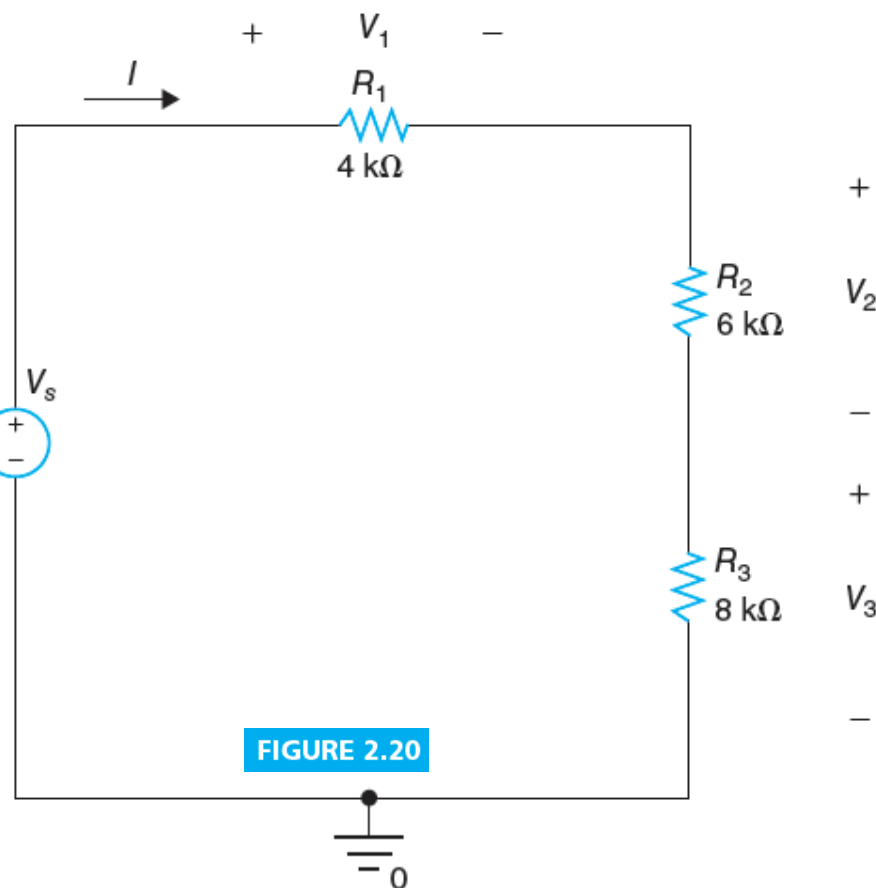 + V₁ −
I
R₁
4 kΩ
+
R₂
V₂
6 kΩ
Vₛ
+
−
−
+
R₃
V₃
8 kΩ
−
FIGURE 2.20
0